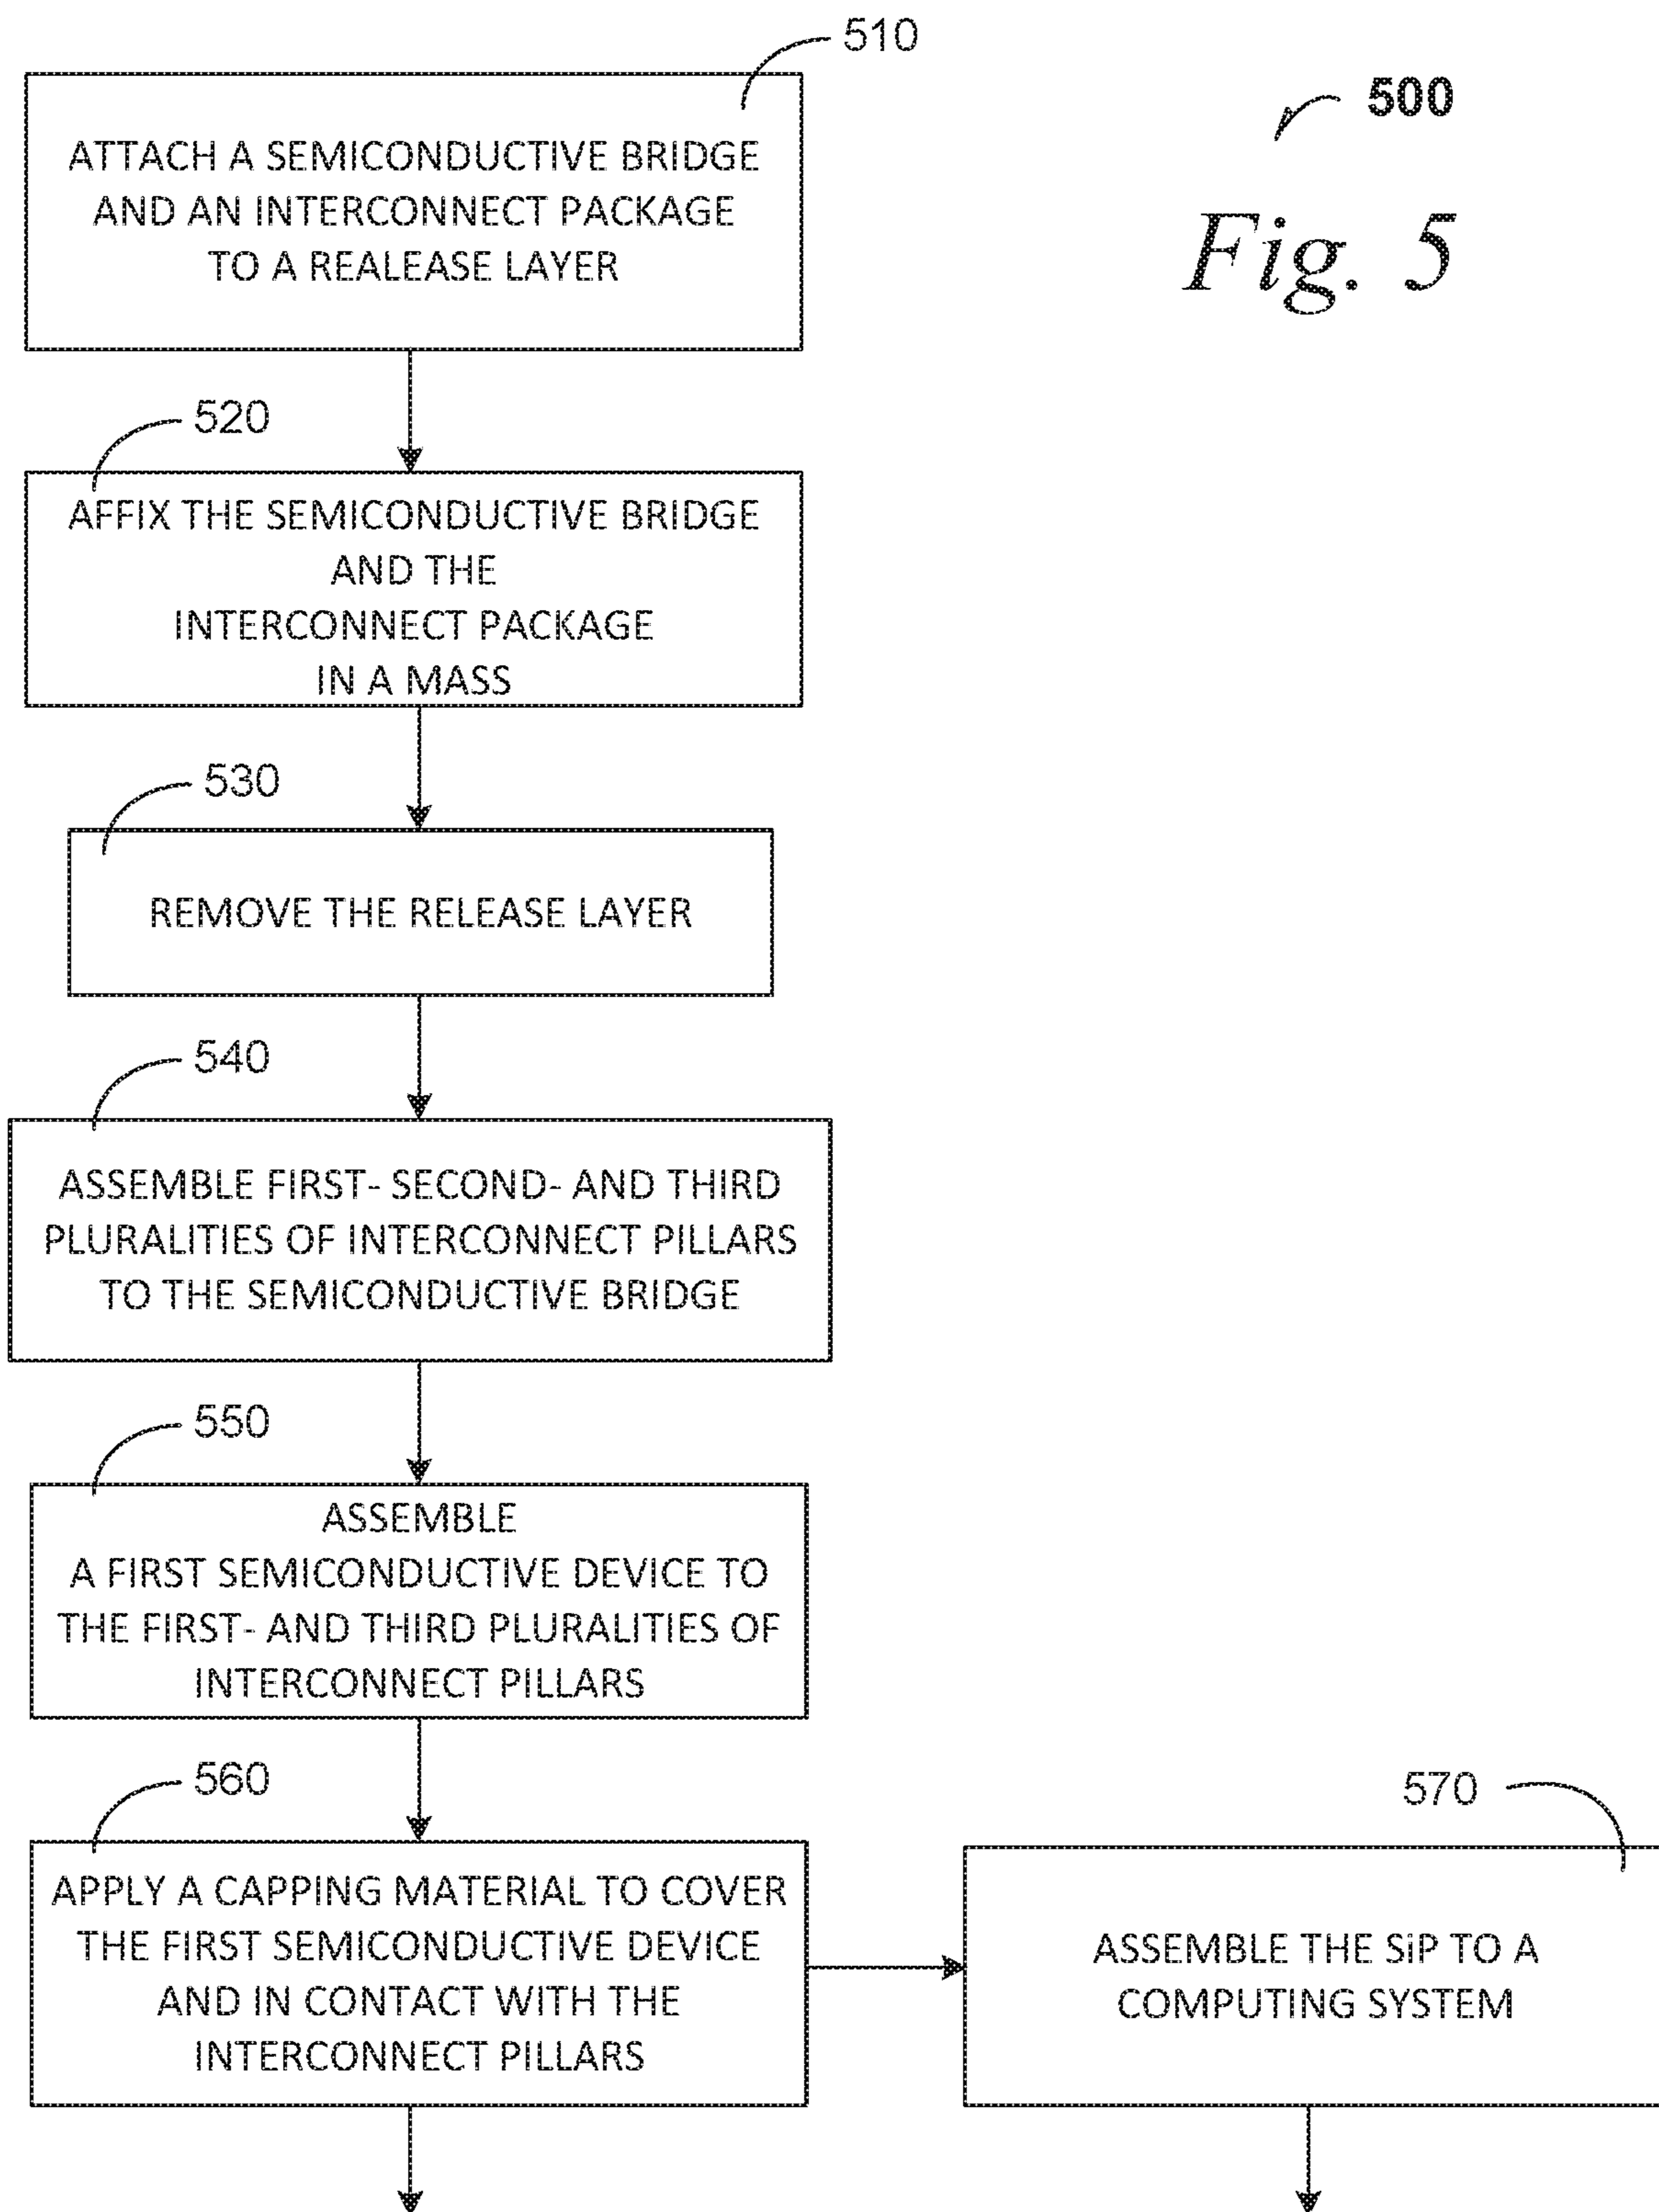 510
500
Fig. 5
ATTACH A SEMICONDUCTIVE BRIDGE
AND AN INTERCONNECT PACKAGE
TO A REALEASE LAYER
520
AFFIX THE SEMICONDUCTIVE BRIDGE
AND THE
INTERCONNECT PACKAGE
IN A MASS
530
REMOVE THE RELEASE LAYER
540
ASSEMBLE FIRST- SECOND- AND THIRD
PLURALITIES OF INTERCONNECT PILLARS
TO THE SEMICONDUCTIVE BRIDGE
550
ASSEMBLE
A FIRST SEMICONDUCTIVE DEVICE TO
THE FIRST- AND THIRD PLURALITIES OF
INTERCONNECT PILLARS
560
APPLY A CAPPING MATERIAL TO COVER
THE FIRST SEMICONDUCTIVE DEVICE
AND IN CONTACT WITH THE
INTERCONNECT PILLARS
570
ASSEMBLE THE SiP TO A
COMPUTING SYSTEM